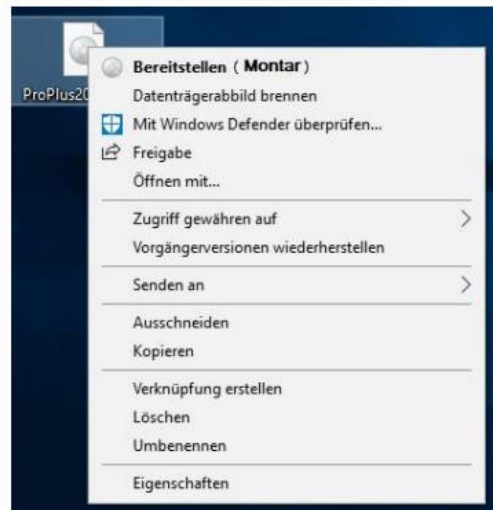 ProPlus20
Bereitstellen ( Montar )
Datenträgerabbild brennen
Mit Windows Defender überprüfen...
Freigabe
Öffnen mit...
Zugriff gewähren auf
Vorgängerversionen wiederherstellen
Senden an
Ausschneiden
Kopieren
Verknüpfung erstellen
Löschen
Umbenennen
Eigenschaften